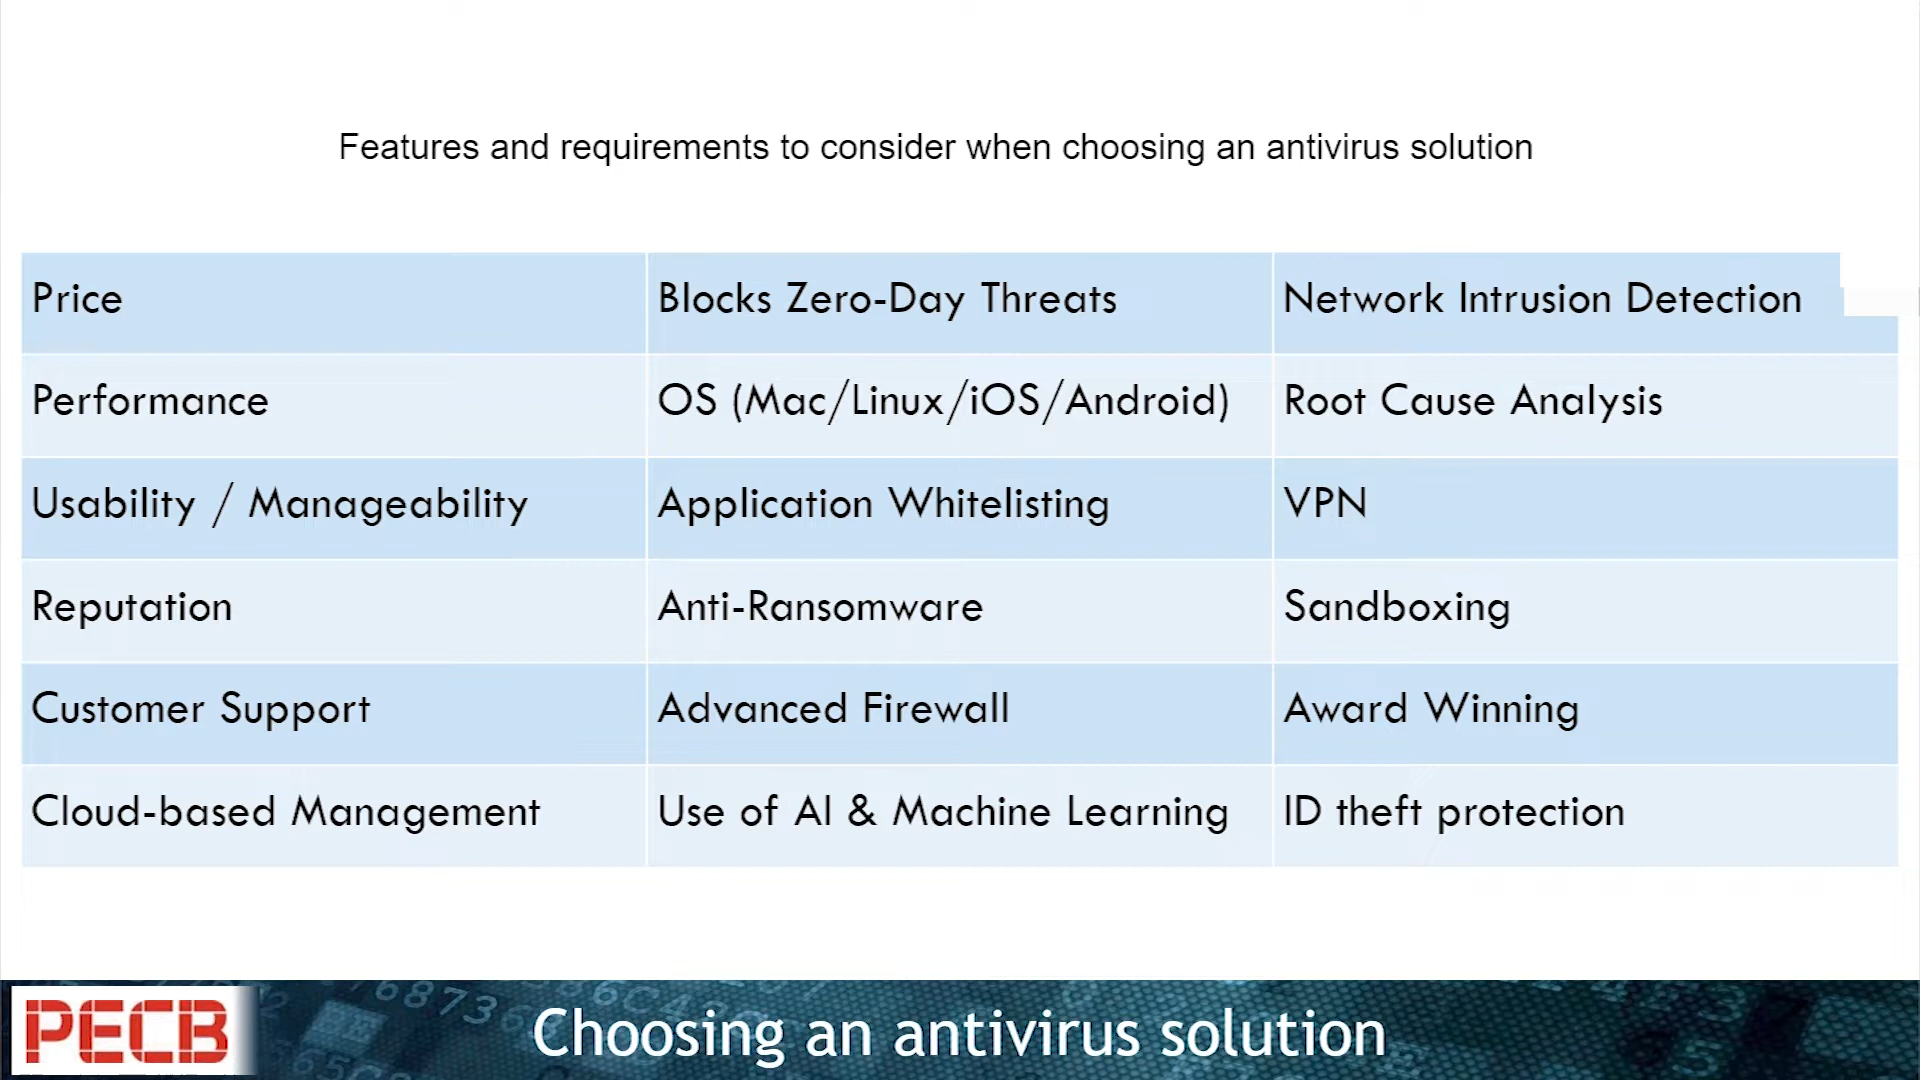 Features and requirements to consider when choosing an antivirus solution
Price
Blocks Zero-Day Threats
Network Intrusion Detection
Performance
OS (Mac/Linux/iOS/Android)
Root Cause Analysis
Usability / Manageability
Application Whitelisting
VPN
Reputation
Anti-Ransomware
Sandboxing
Customer Support
Advanced Firewall
Award Winning
Cloud-based Management
Use of AI & Machine Learning
ID theft protection
PECB
Choosing an antivirus solution